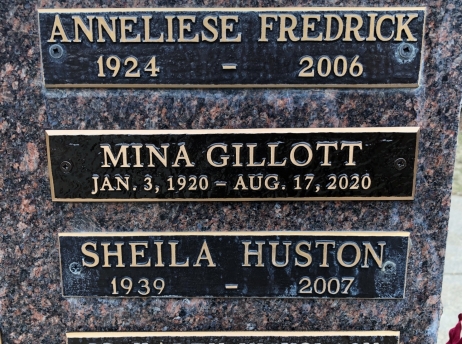 ANNELIESE FREDRICK
1924 – 2006
MINA GILLOTT
JAN. 3, 1920 – AUG. 17, 2020
SHEILA HUSTON
1939 – 2007